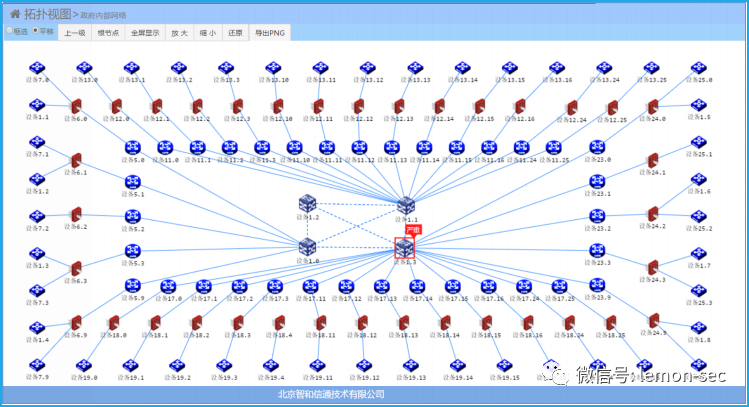 拓扑视图>政府内部网络
框选 平移 上一级 根节点 全屏显示 放 大 缩 小 还原 导出PNG
设备7.0 设备13.0 设备13.1 设备13.2 设备13.3 设备13.10 设备13.11 设备13.12 设备13.13 设备13.14 设备13.15 设备13.16 设备13.24 设备13.25 设备25.0
设备1.1 设备6.0 设备12.0 设备12.1 设备12.2 设备12.3 设备12.10 设备12.11 设备12.12 设备12.13 设备12.14 设备12.15 设备12.16 设备12.24 设备12.25 设备24.0 设备1.5
设备7.1 设备5.0 设备11.0 设备11.1 设备11.2 设备11.3 设备11.10 设备11.11 设备11.12 设备11.13 设备11.14 设备11.15 设备11.16 设备11.24 设备11.25 设备23.0 设备25.1
设备6.1 设备24.1
设备1.2 设备5.1 设备23.1 设备1.6
设备7.2 设备6.2 设备5.2 设备1.2 设备1.1 设备23.2 设备24.2 设备25.2
严重
设备1.3 设备5.3 设备1.0 设备1.3 设备23.3 设备1.7
设备6.3 设备24.3
设备7.3 设备5.9 设备17.0 设备17.1 设备17.2 设备17.3 设备17.11 设备17.12 设备17.13 设备17.14 设备17.15 设备17.16 设备17.24 设备17.25 设备23.9 设备25.3
设备1.4 设备6.9 设备18.0 设备18.1 设备18.2 设备18.3 设备18.4 设备18.11 设备18.12 设备18.13 设备18.14 设备18.15 设备18.16 设备18.24 设备18.25 设备24.9 设备1.8
设备7.9 设备19.0 设备19.1 设备19.2 设备19.3 设备19.4 设备19.11 设备19.12 设备19.13 设备19.14 设备19.15
北京智和信通技术有限公司
微信号:lemon-sec